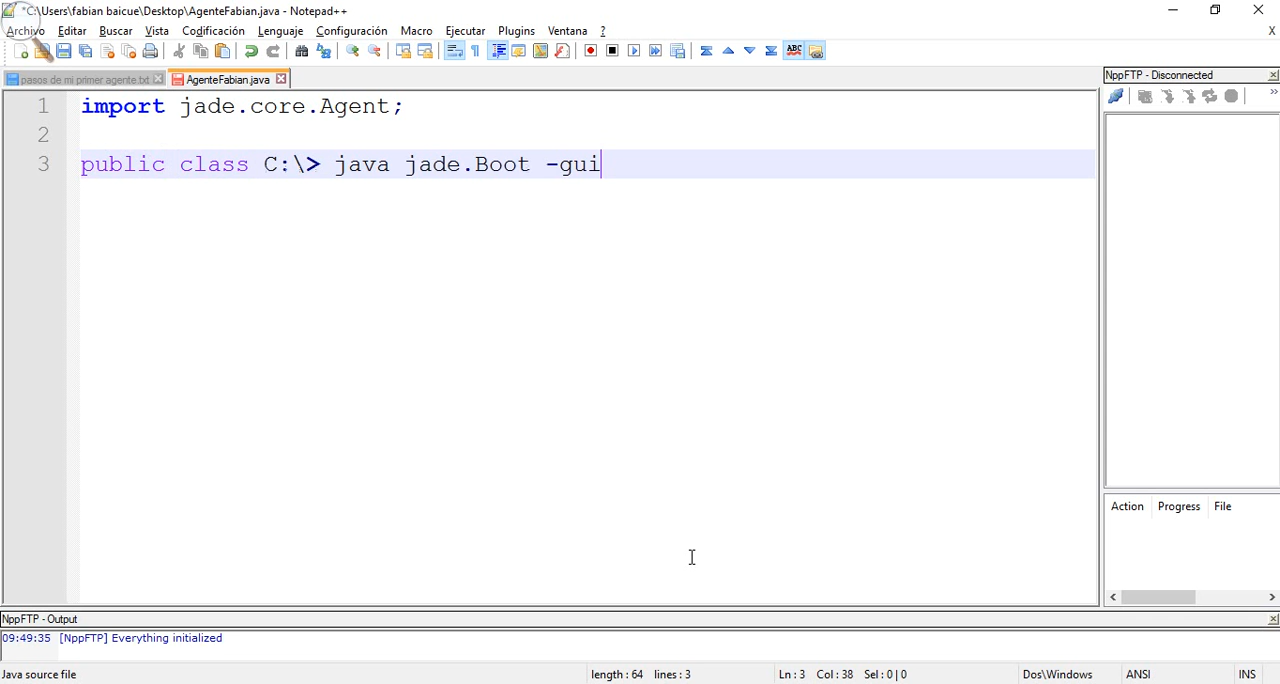 *C:\Users\fabian baicue\Desktop\AgenteFabian.java - Notepad++
Archivo Editar Buscar Vista Codificación Lenguaje Configuración Macro Ejecutar Plugins Ventana ? X
ABC
pasos de mi primer agente.txt AgenteFabian.java
NppFTP - Disconnected
1 import jade.core.Agent;
2
3 public class C:\> java jade.Boot -gui
Action Progress File
NppFTP - Output
09:49:35 [NppFTP] Everything initialized
Java source file length : 64 lines : 3 Ln : 3 Col : 38 Sel : 0 | 0 Dos\Windows ANSI INS